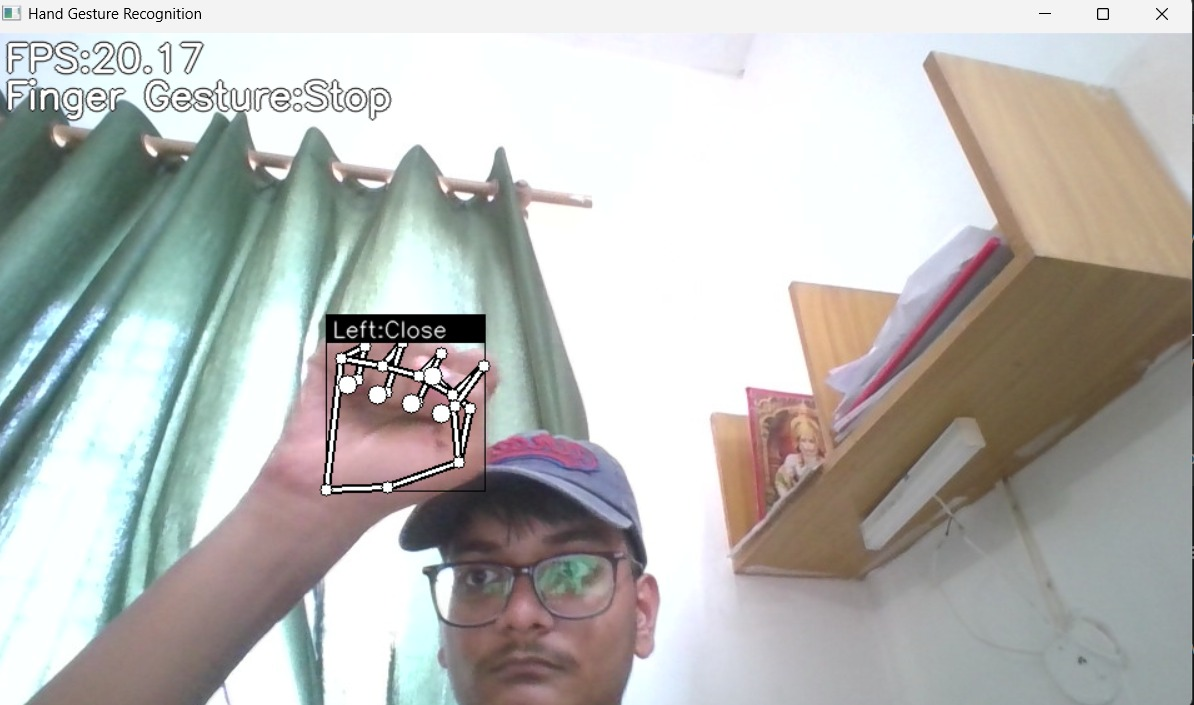 Hand Gesture Recognition
FPS:20.17
Finger Gesture:Stop
Left:Close